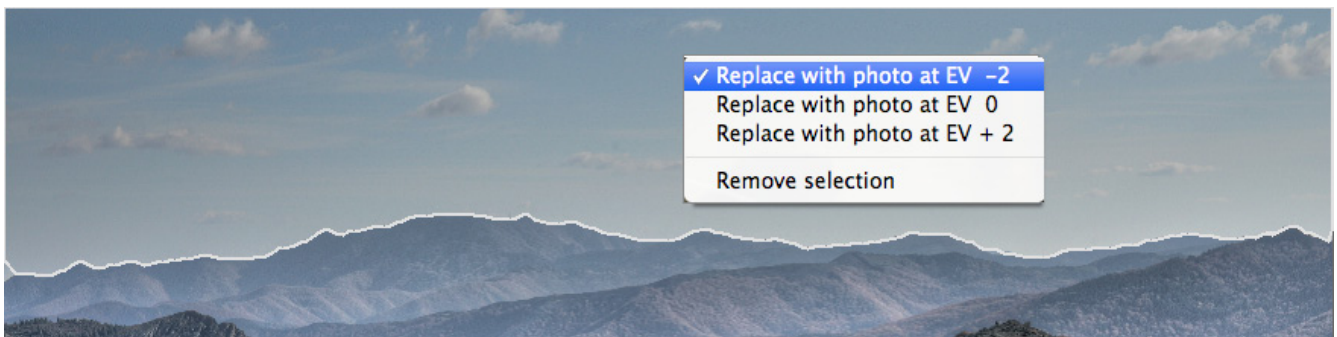 ✓ Replace with photo at EV -2
Replace with photo at EV 0
Replace with photo at EV + 2
Remove selection